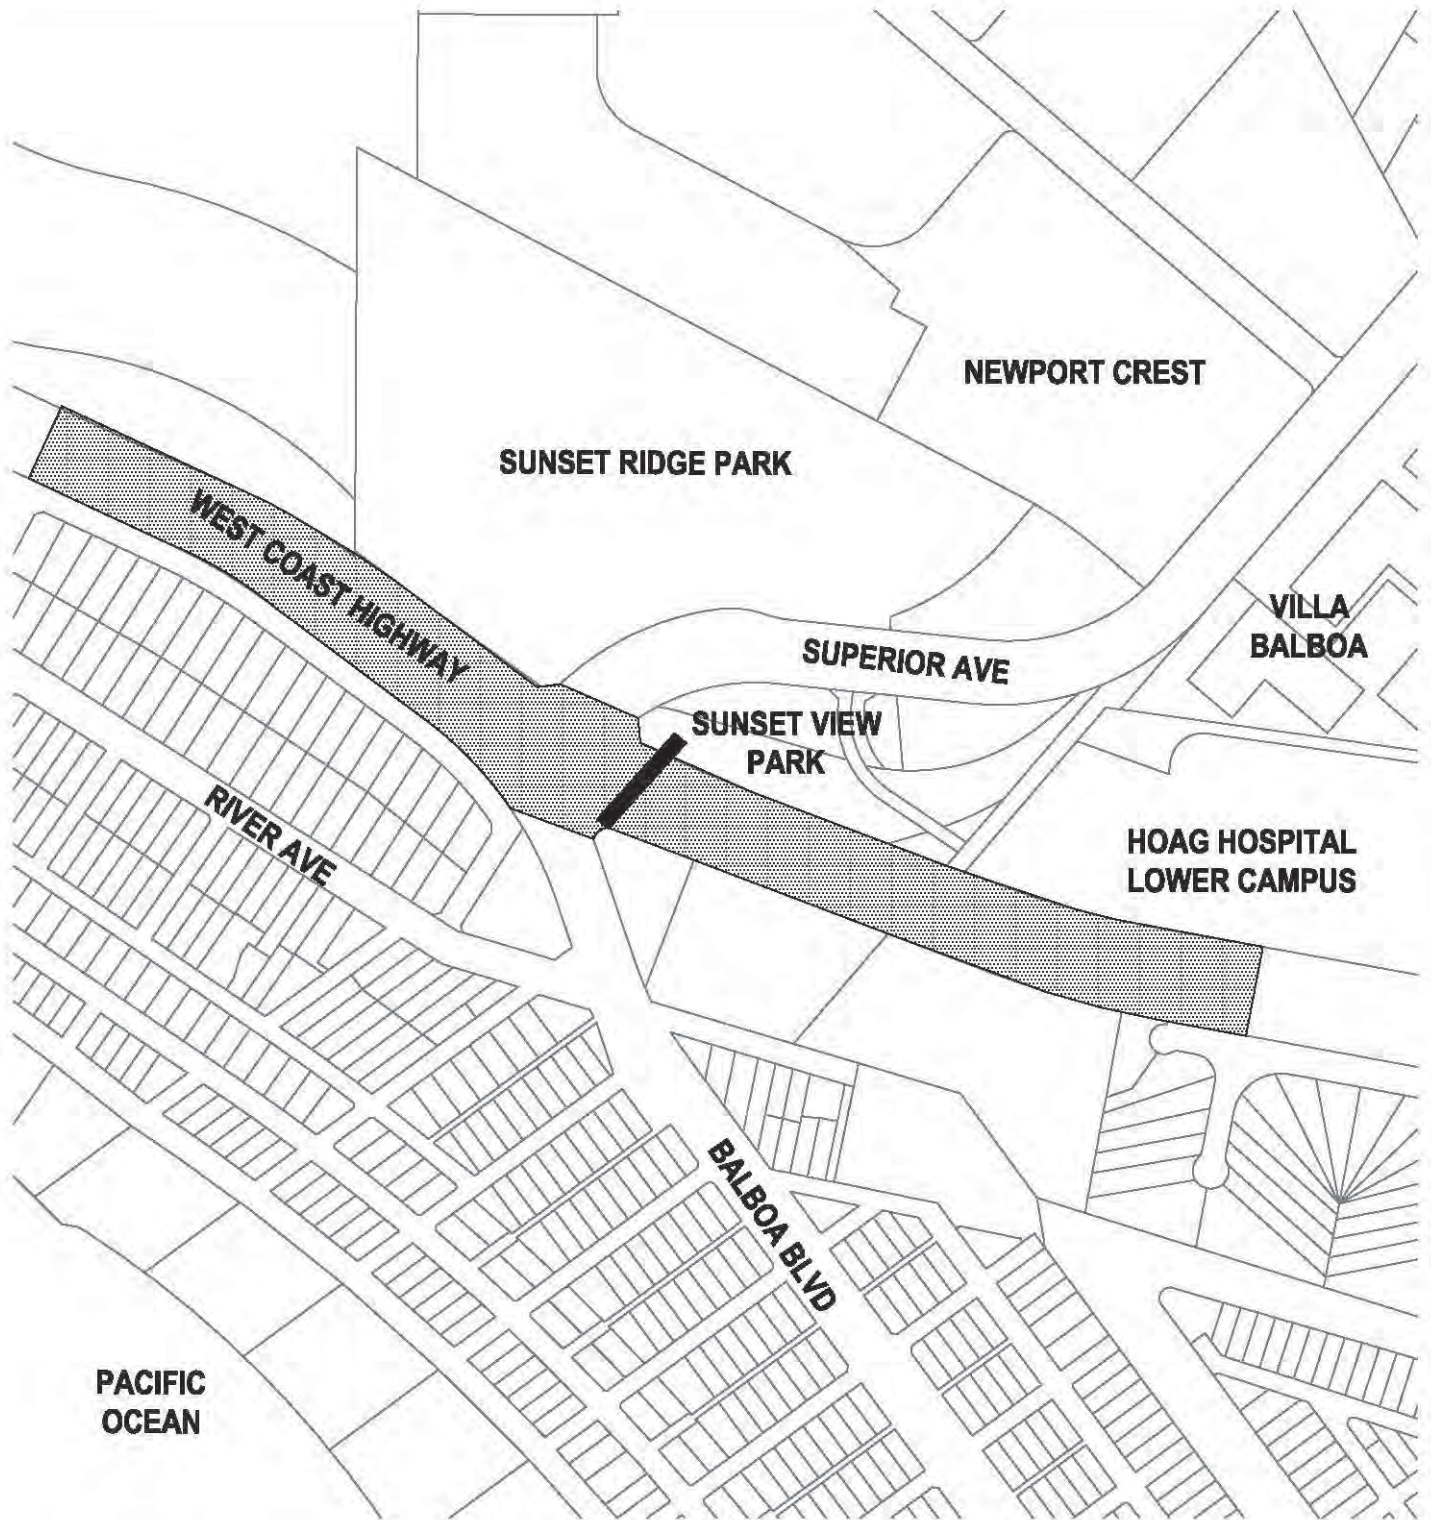 NEWPORT CREST
SUNSET RIDGE PARK
WEST COAST HIGHWAY
VILLA
BALBOA
SUPERIOR AVE
SUNSET VIEW
PARK
RIVER AVE
HOAG HOSPITAL
LOWER CAMPUS
BALBOA BLVD
PACIFIC
OCEAN